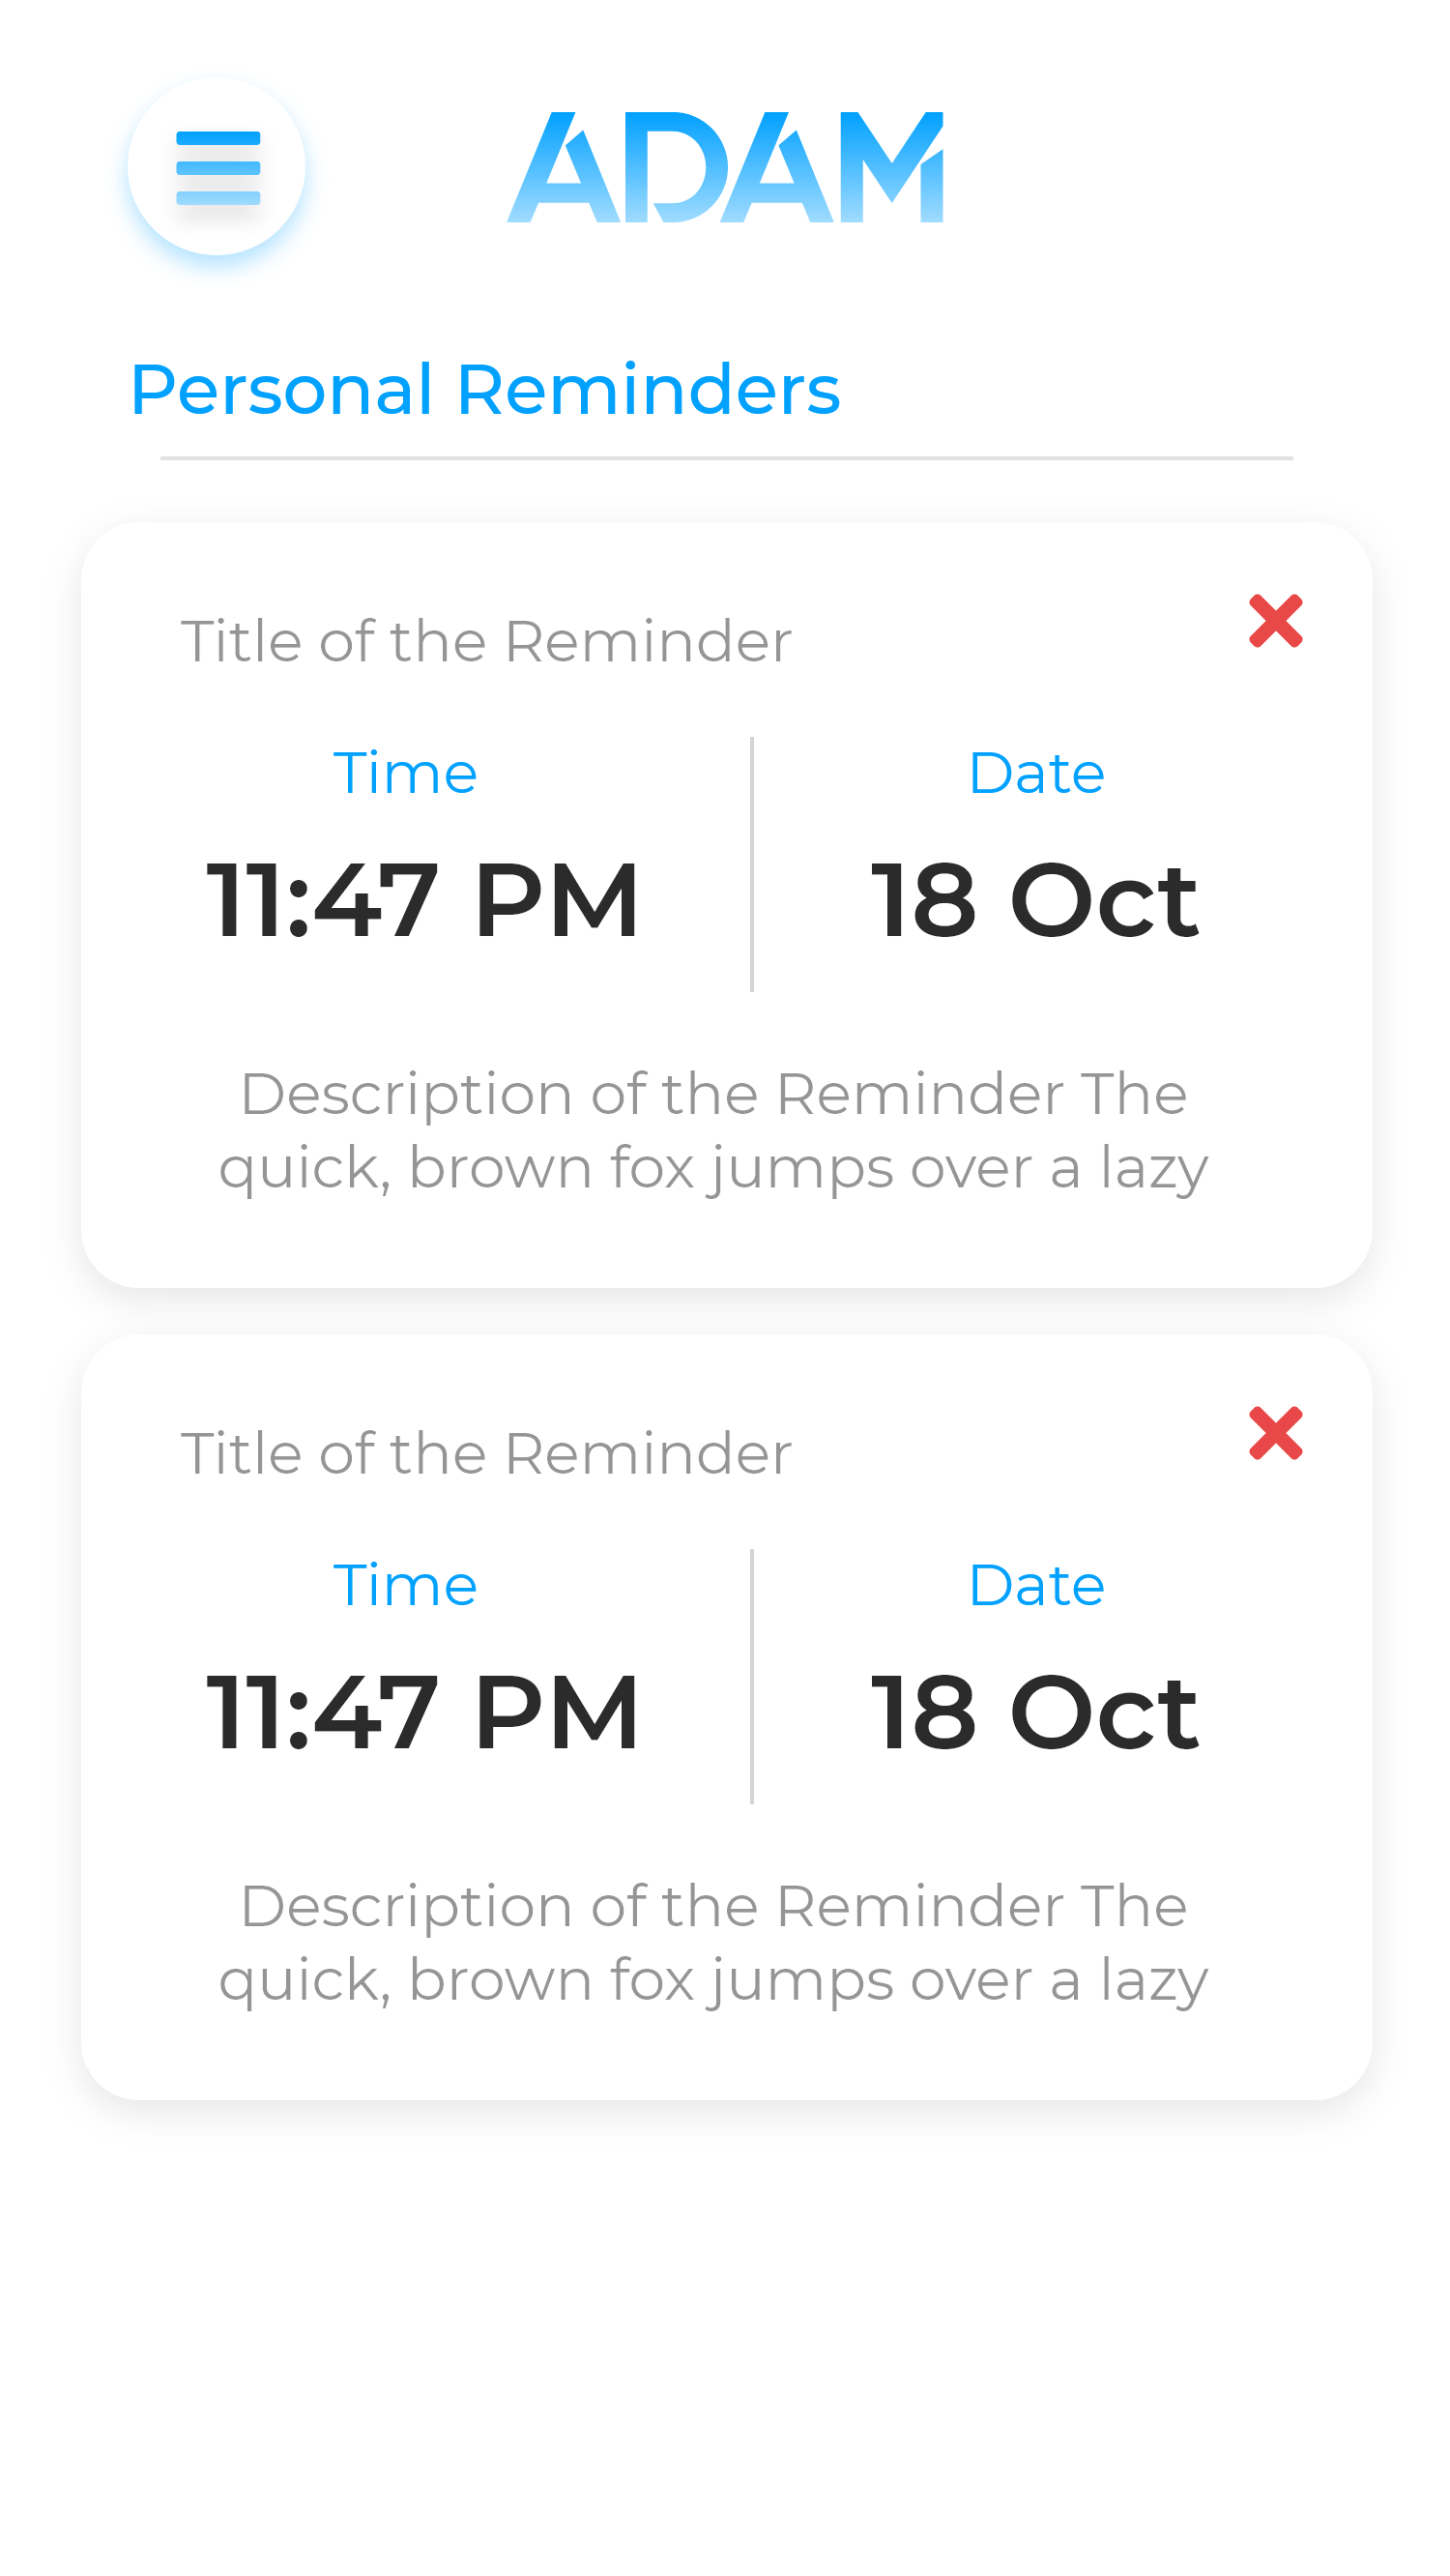 ADAM
Personal Reminders
Title of the Reminder
Time
Date
11:47 PM
18 Oct
Description of the Reminder The
quick, brown fox jumps over a lazy
Title of the Reminder
Time
Date
11:47 PM
18 Oct
Description of the Reminder The
quick, brown fox jumps over a lazy